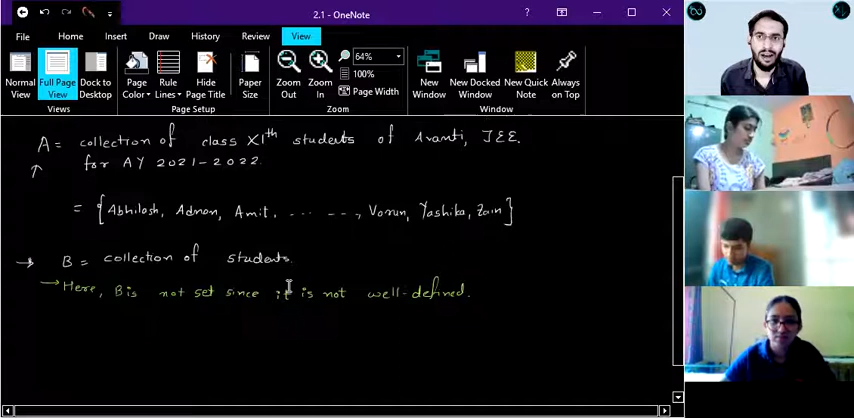 2.1 - OneNote
File Home Insert Draw History Review View
Normal View
Full Page View
Dock to Desktop
Page Color
Rule Lines
Hide Page Title
Paper Size
Zoom Out
Zoom In
64%
100%
Page Width
New Window
New Docked Window
New Quick Note
Always on Top
Views Page Setup Zoom Window
A = collection of class XIth students of Avanti, JEE.
for AY 2021-2022.
= {Abhilash, Adnan, Amit, ... ..., Varun, Yashika, Zain}
→ B = collection of students.
→ Here, B is not set since it is not well-defined.